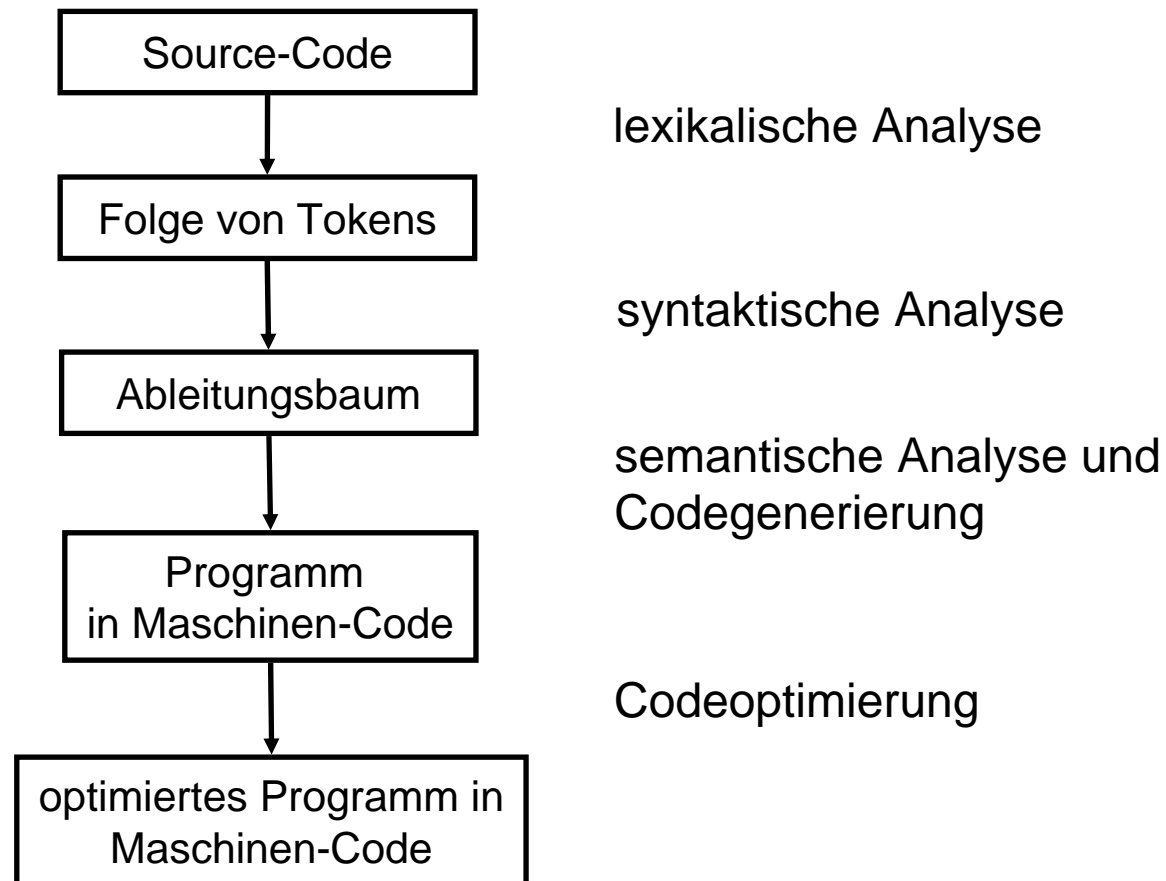 Source-Code
lexikalische Analyse
Folge von Tokens
syntaktische Analyse
Ableitungsbaum
semantische Analyse und
Codegenerierung
Programm
in Maschinen-Code
Codeoptimierung
optimiertes Programm in
Maschinen-Code